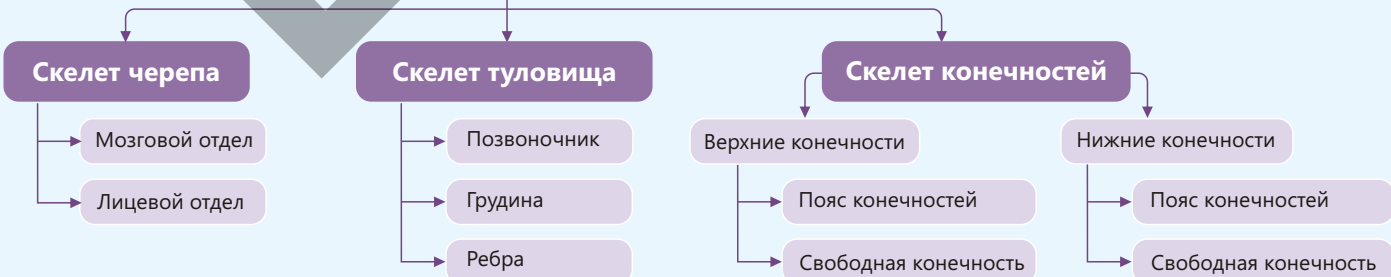 Скелет черепа
Скелет туловища
Скелет конечностей
Мозговой отдел
Позвоночник
Верхние конечности
Нижние конечности
Лицевой отдел
Грудина
Пояс конечностей
Пояс конечностей
Ребра
Свободная конечность
Свободная конечность